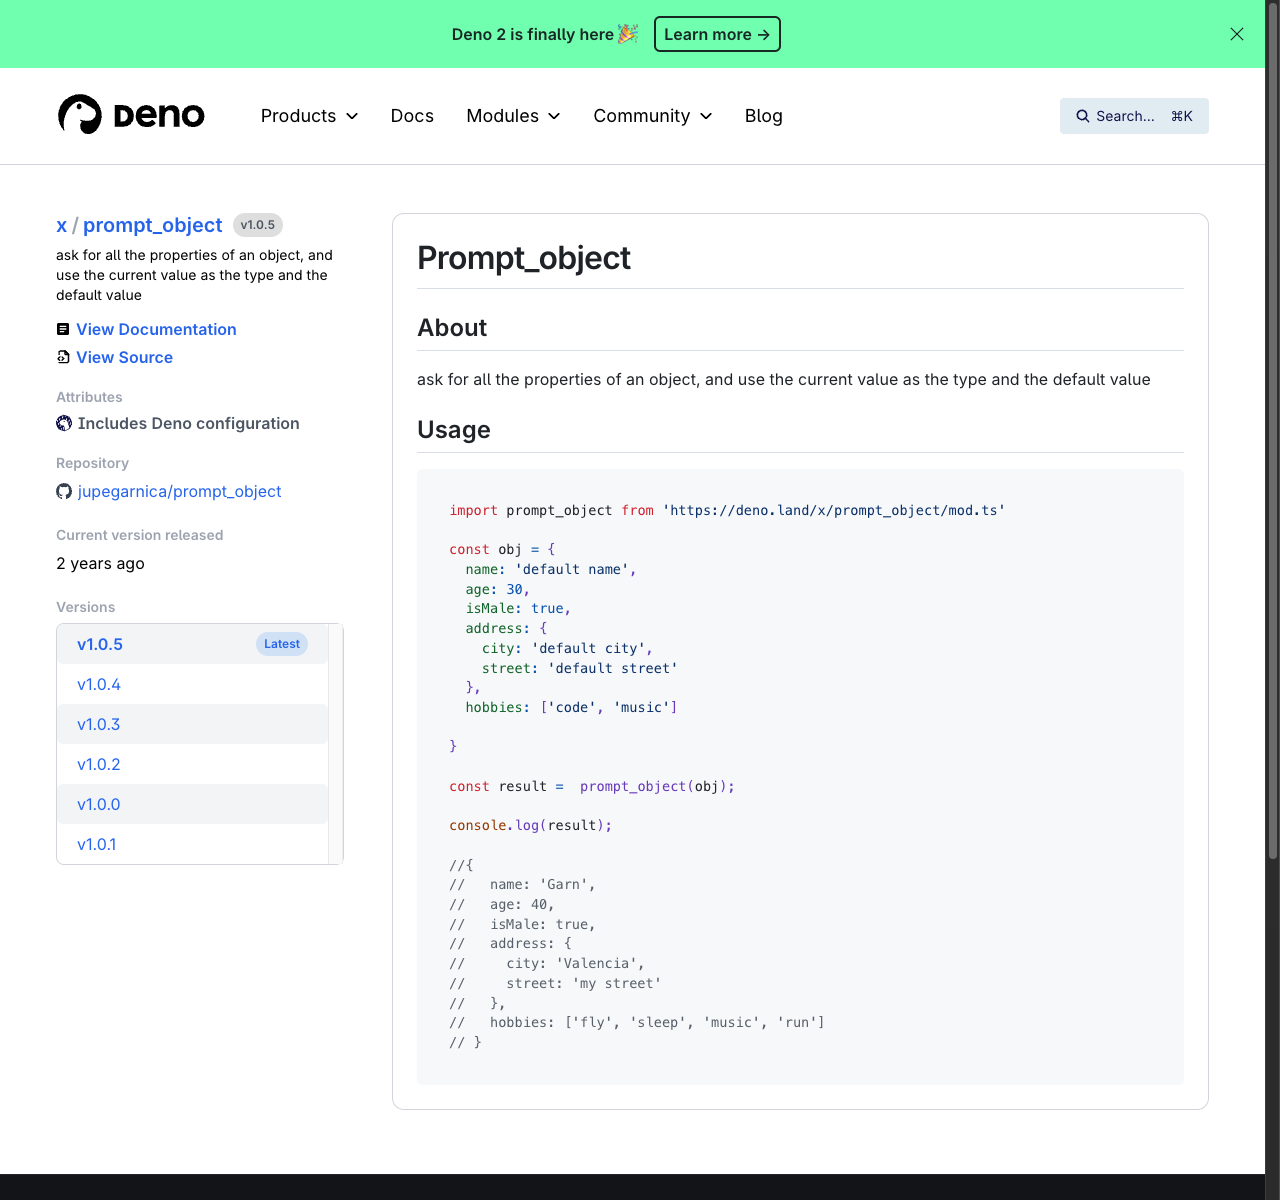 Deno 2 is finally here🎉 Learn more →
Deno Products Docs Modules Community Blog Search... ⌘K
x / prompt_object v1.0.5
ask for all the properties of an object, and
use the current value as the type and the
default value
View Documentation
View Source
Attributes
Includes Deno configuration
Repository
jupegarnica/prompt_object
Current version released
2 years ago
Versions
v1.0.5 Latest
v1.0.4
v1.0.3
v1.0.2
v1.0.0
v1.0.1
Prompt_object
About
ask for all the properties of an object, and use the current value as the type and the default value
Usage
import prompt_object from 'https://deno.land/x/prompt_object/mod.ts'
const obj = {
  name: 'default name',
  age: 30,
  isMale: true,
  address: {
    city: 'default city',
    street: 'default street'
  },
  hobbies: ['code', 'music']
}
const result =  prompt_object(obj);
console.log(result);
//{
//   name: 'Garn',
//   age: 40,
//   isMale: true,
//   address: {
//     city: 'Valencia',
//     street: 'my street'
//   },
//   hobbies: ['fly', 'sleep', 'music', 'run']
// }